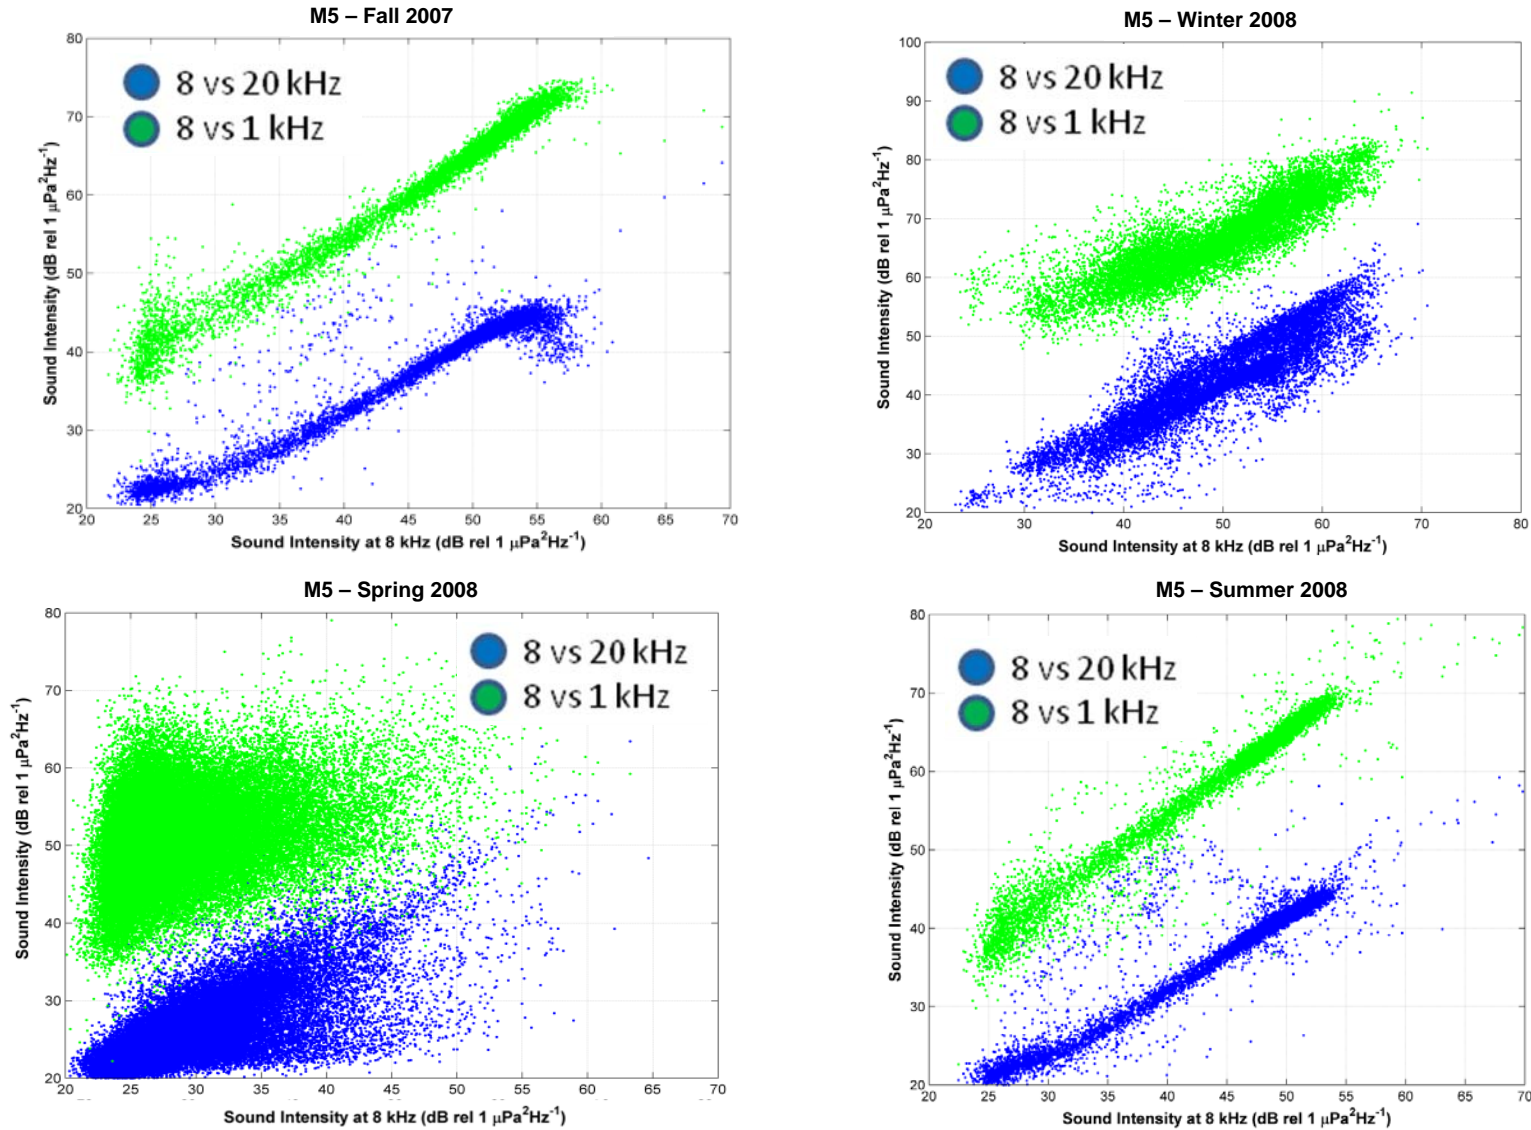 M5 – Fall 2007
80
70
60
50
40
30
20
20 25 30 35 40 45 50 55 60 65 70
8 vs 20 kHz
8 vs 1 kHz
Sound Intensity (dB rel 1 μPa²Hz⁻¹)
Sound Intensity at 8 kHz (dB rel 1 μPa²Hz⁻¹)
M5 – Winter 2008
100
90
80
70
60
50
40
30
20
20 30 40 50 60 70 80
8 vs 20 kHz
8 vs 1 kHz
Sound Intensity (dB rel 1 μPa²Hz⁻¹)
Sound Intensity at 8 kHz (dB rel 1 μPa²Hz⁻¹)
M5 – Spring 2008
80
70
60
50
40
30
20
20 25 30 35 40 45 50 55 60 65 70
8 vs 20 kHz
8 vs 1 kHz
Sound Intensity (dB rel 1 μPa²Hz⁻¹)
Sound Intensity at 8 kHz (dB rel 1 μPa²Hz⁻¹)
M5 – Summer 2008
80
70
60
50
40
30
20
20 25 30 35 40 45 50 55 60 65 70
8 vs 20 kHz
8 vs 1 kHz
Sound Intensity (dB rel 1 μPa²Hz⁻¹)
Sound Intensity at 8 kHz (dB rel 1 μPa²Hz⁻¹)